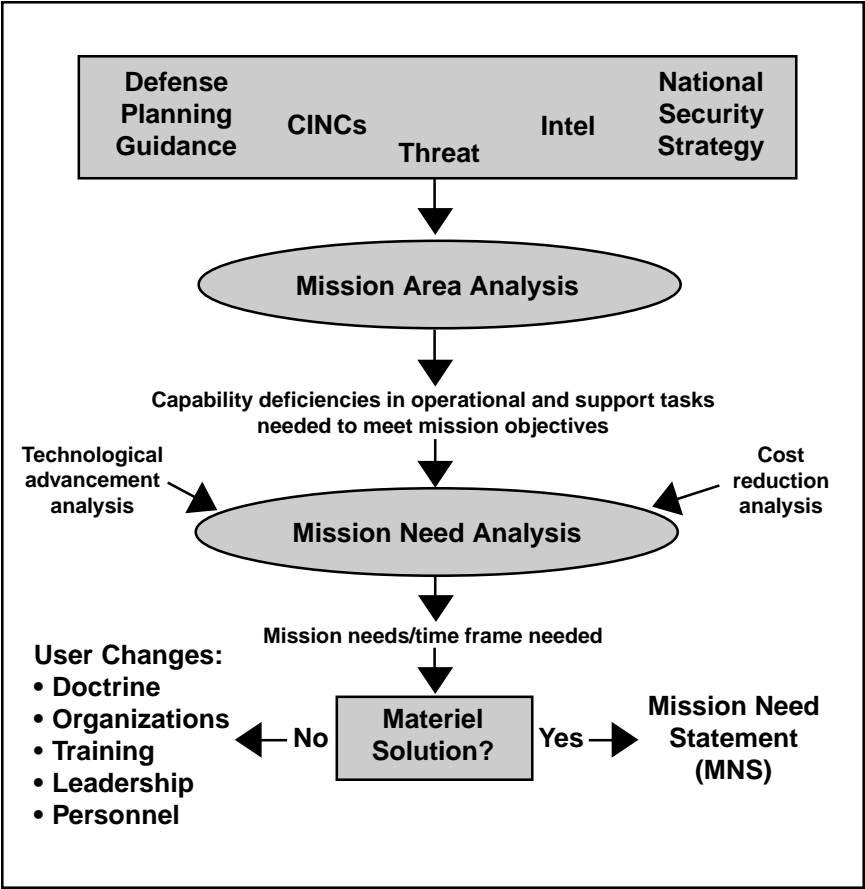 Defense
Planning
Guidance
CINCs
Threat
Intel
National
Security
Strategy
Mission Area Analysis
Capability deficiencies in operational and support tasks
needed to meet mission objectives
Technological
advancement
analysis
Cost
reduction
analysis
Mission Need Analysis
Mission needs/time frame needed
User Changes:
• Doctrine
• Organizations
• Training
• Leadership
• Personnel
No
Materiel
Solution?
Yes
Mission Need
Statement
(MNS)